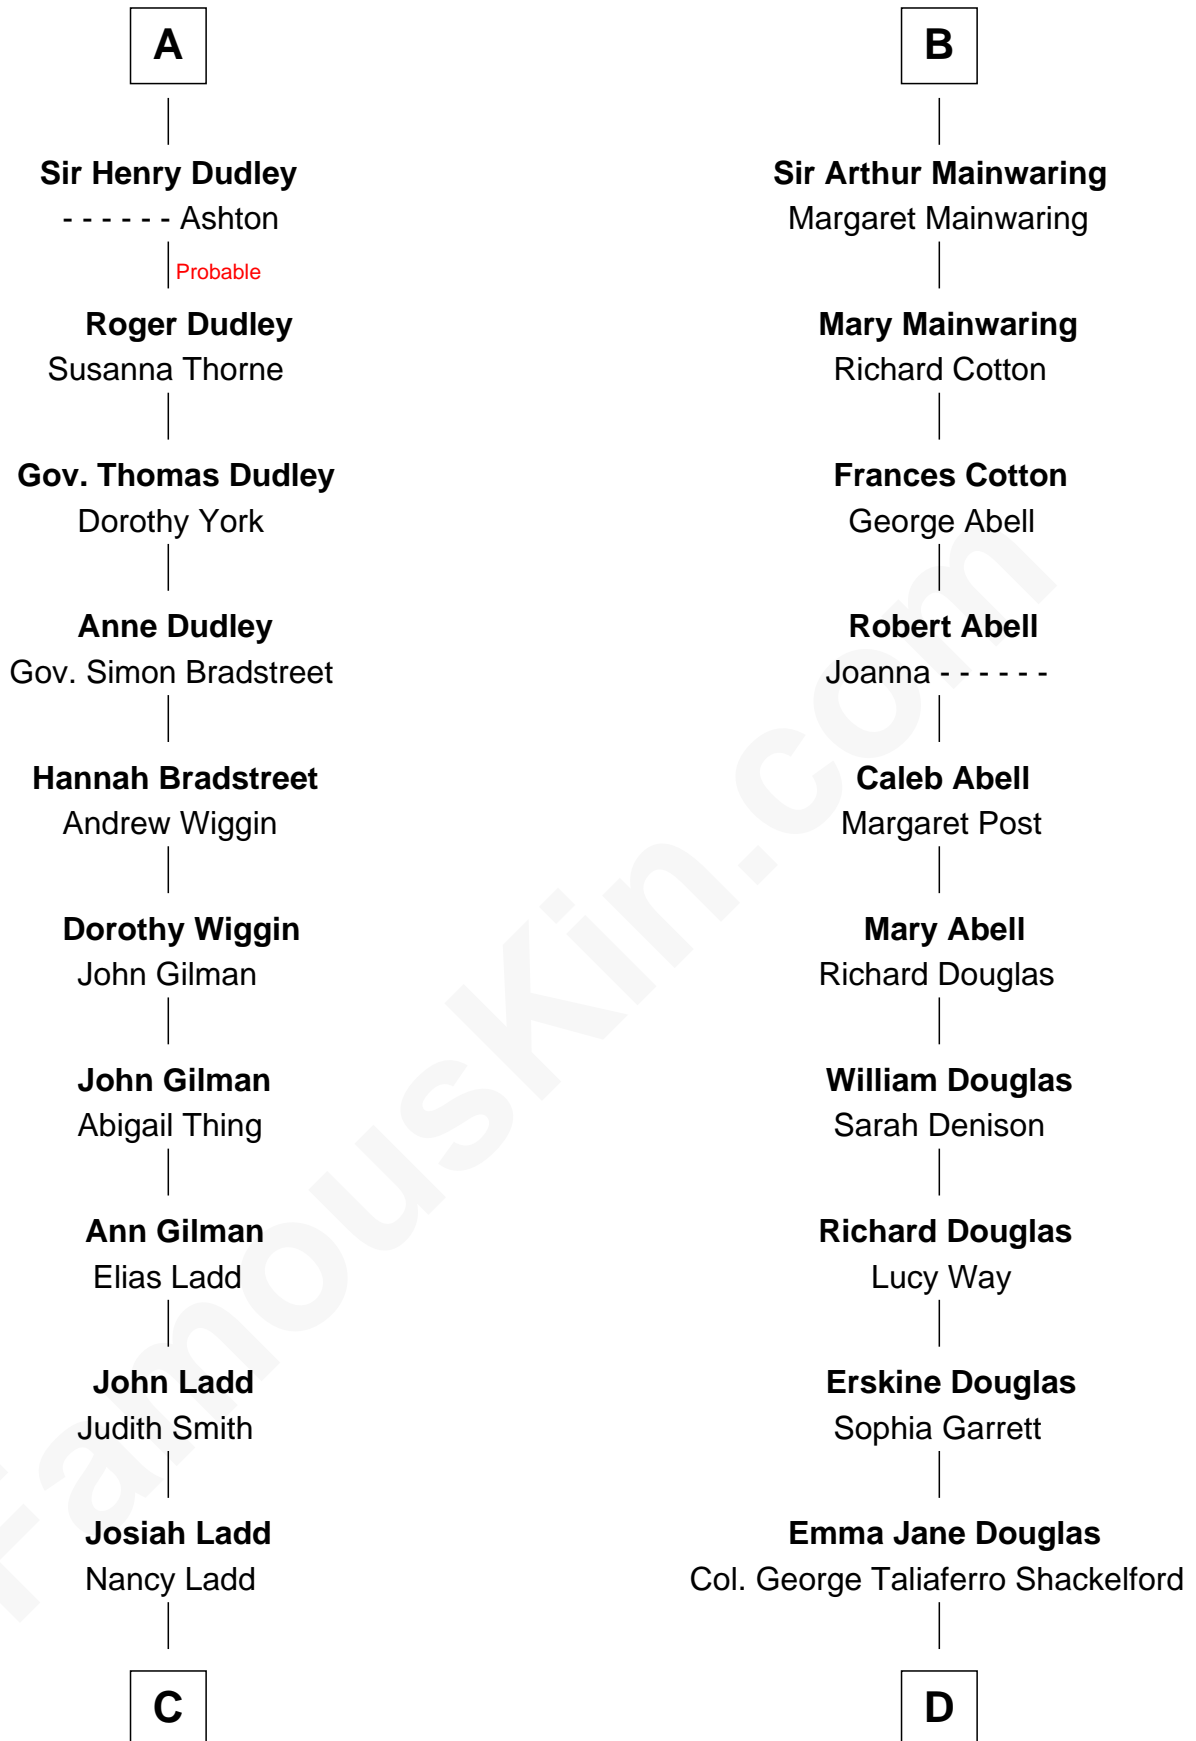 A
Sir Henry Dudley
- - - - - - Ashton
Probable
Roger Dudley
Susanna Thorne
Gov. Thomas Dudley
Dorothy York
Anne Dudley
Gov. Simon Bradstreet
Hannah Bradstreet
Andrew Wiggin
Dorothy Wiggin
John Gilman
John Gilman
Abigail Thing
Ann Gilman
Elias Ladd
John Ladd
Judith Smith
Josiah Ladd
Nancy Ladd
C
B
Sir Arthur Mainwaring
Margaret Mainwaring
Mary Mainwaring
Richard Cotton
Frances Cotton
George Abell
Robert Abell
Joanna - - - - - -
Caleb Abell
Margaret Post
Mary Abell
Richard Douglas
William Douglas
Sarah Denison
Richard Douglas
Lucy Way
Erskine Douglas
Sophia Garrett
Emma Jane Douglas
Col. George Taliaferro Shackelford
D
FamousKin.com